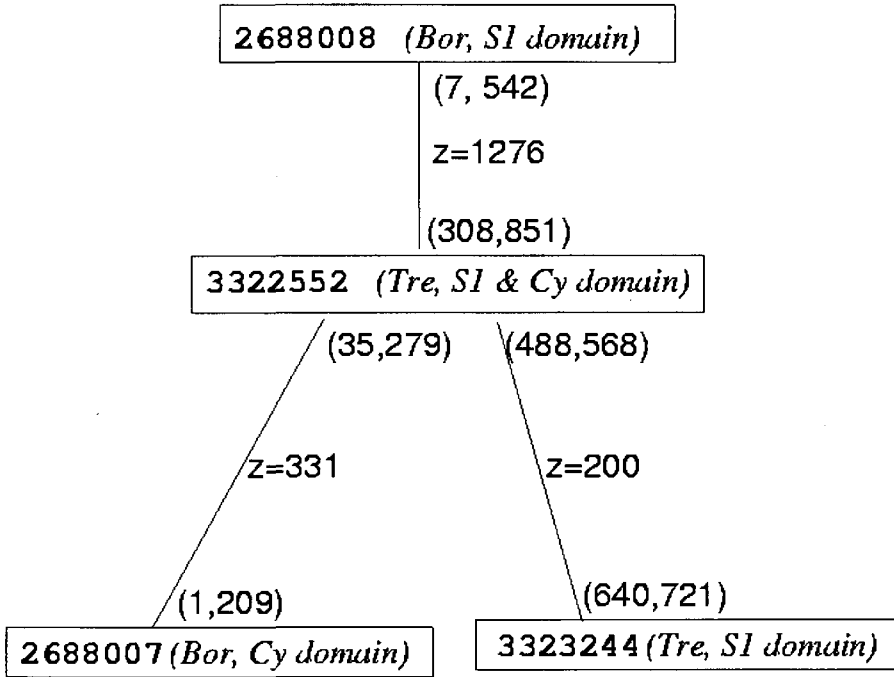 2688008 (Bor, S1 domain)
(7, 542)
z=1276
(308,851)
3322552 (Tre, S1 & Cy domain)
(35,279) (488,568)
z=331 z=200
(1,209) (640,721)
2688007 (Bor, Cy domain) 3323244 (Tre, S1 domain)